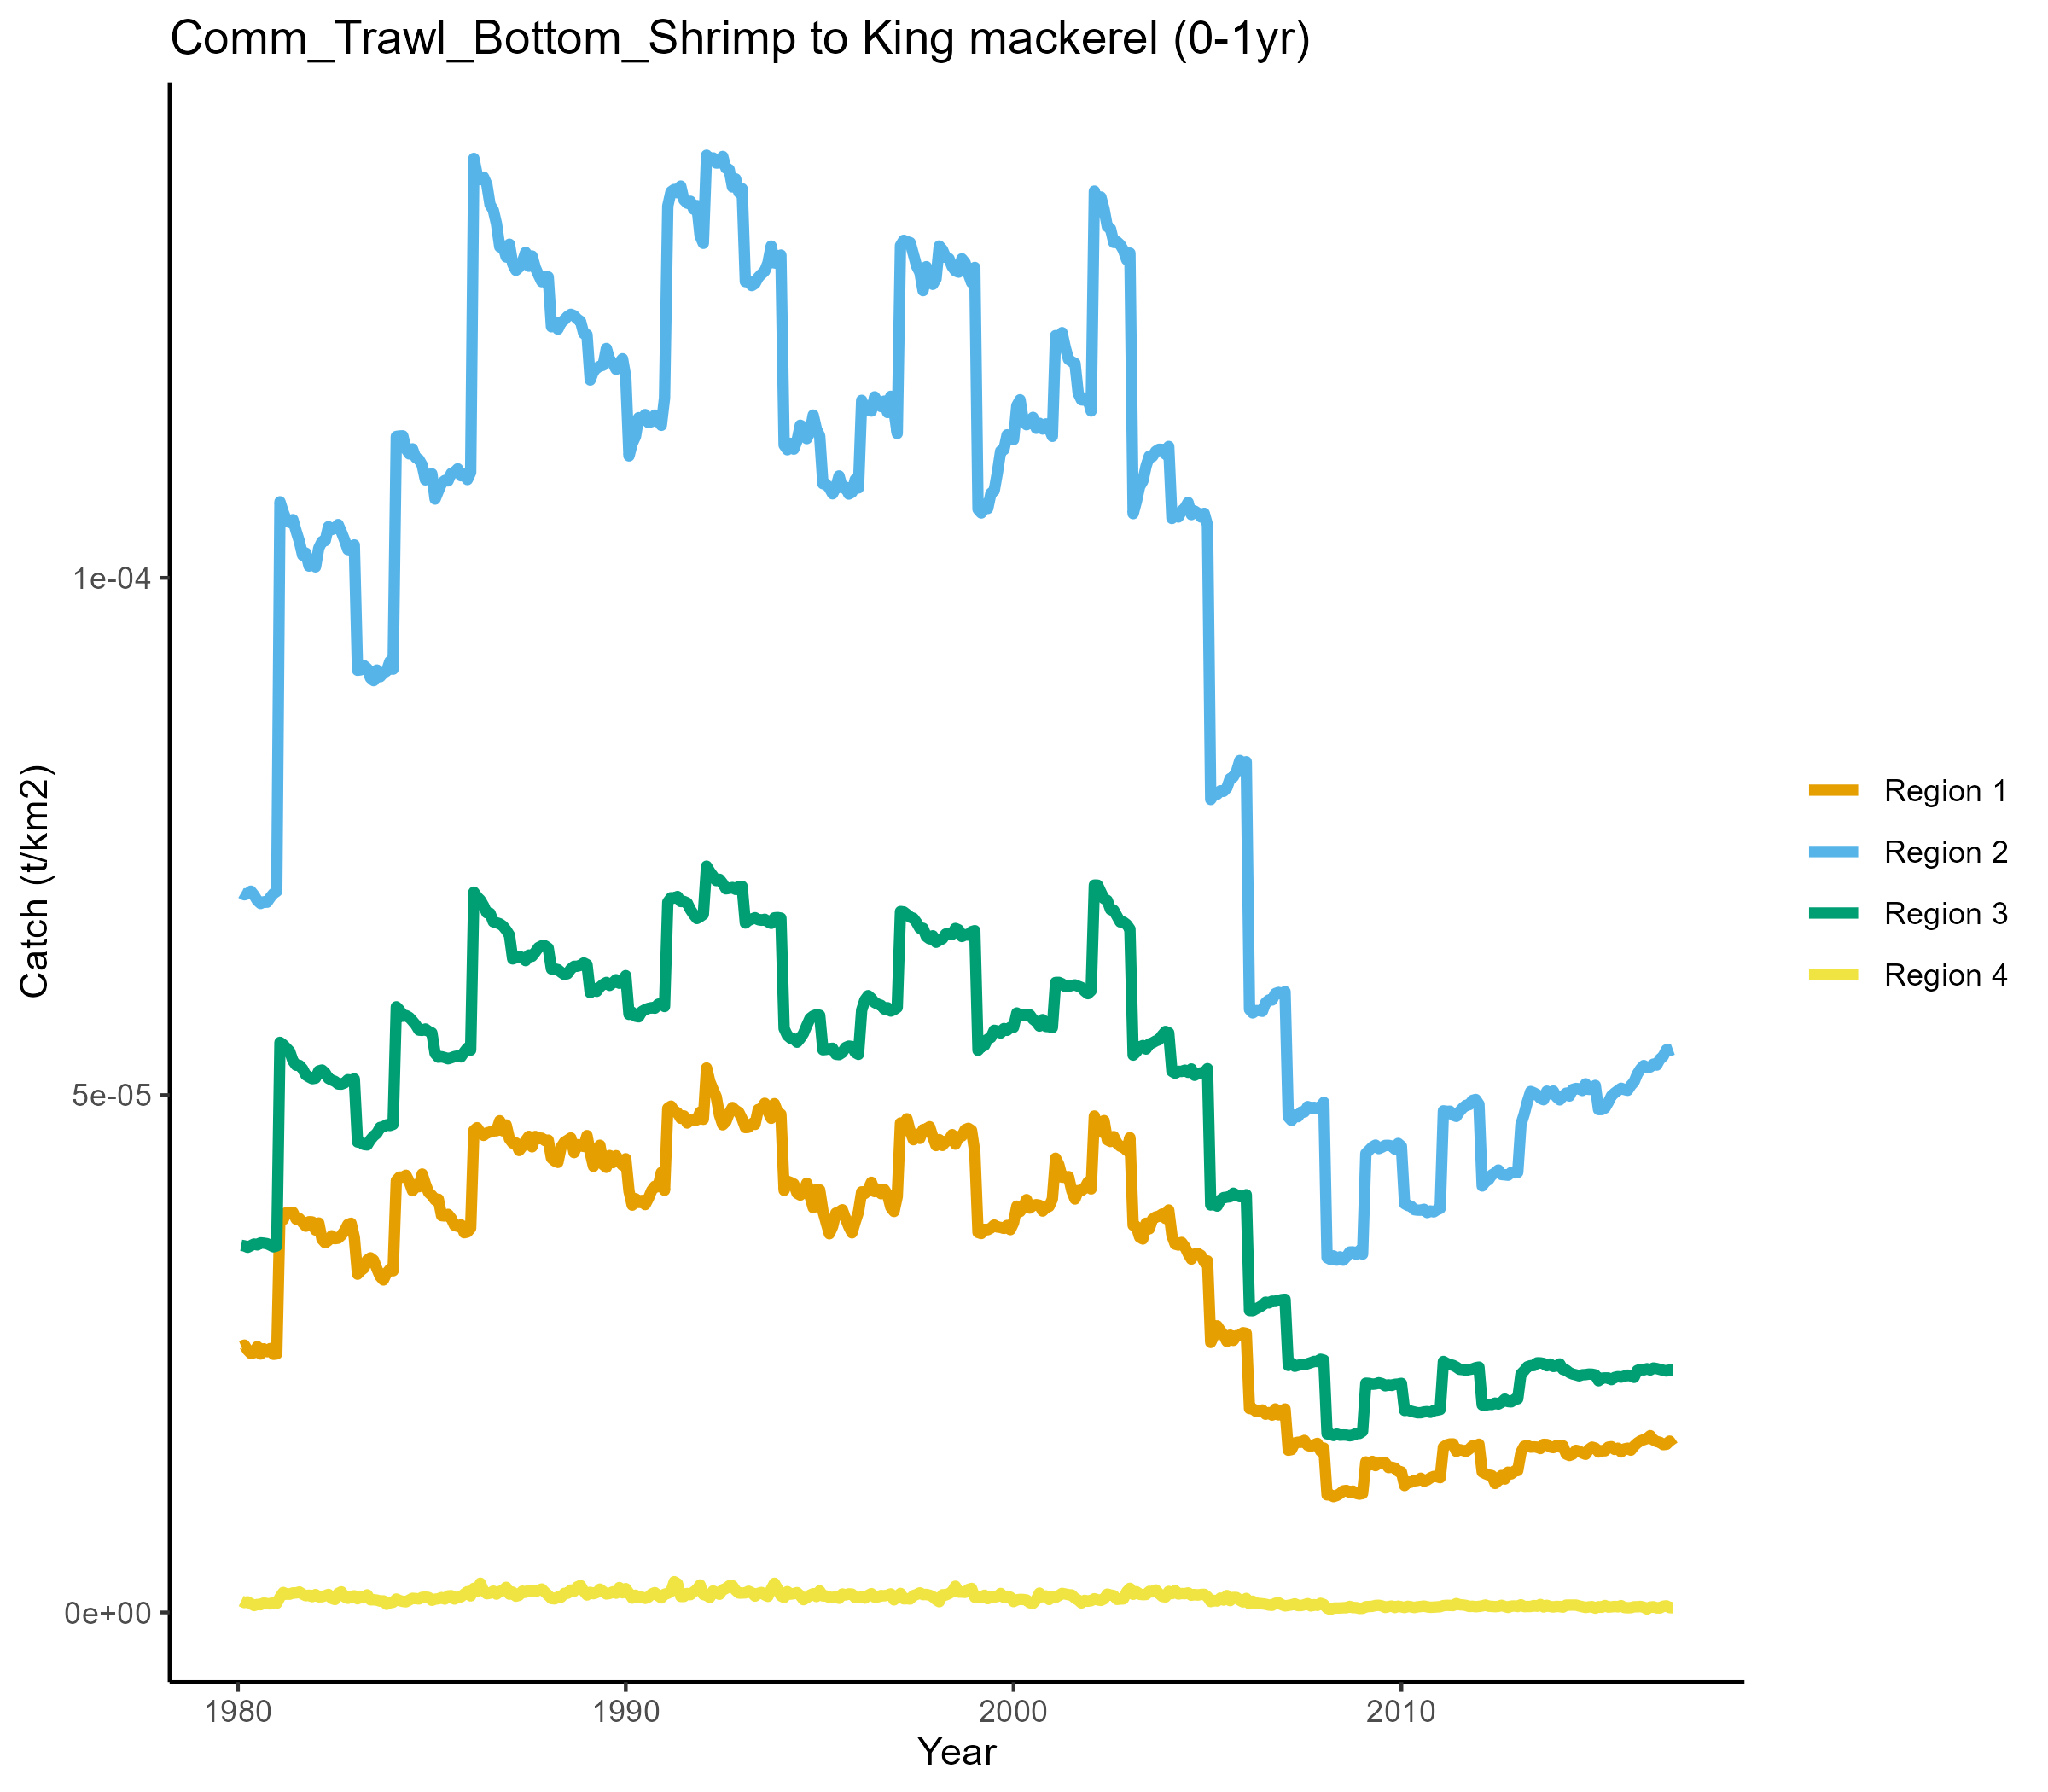 Comm_Trawl_Bottom_Shrimp to King mackerel (0-1yr)
Catch (t/km2)
1e-04
5e-05
0e+00
1980
1990
2000
2010
Year
Region 1
Region 2
Region 3
Region 4